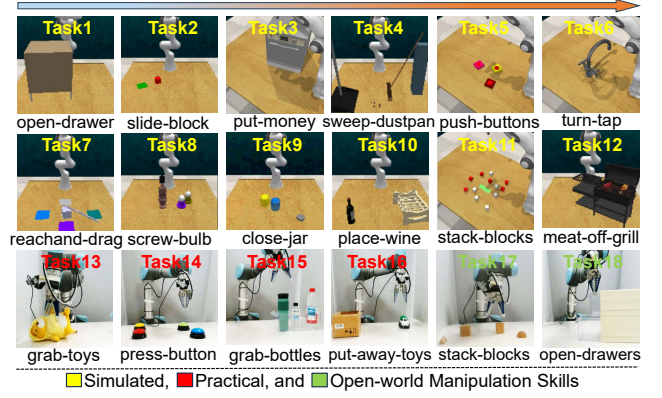 Task1 Task2 Task3 Task4 Task5 Task6
open-drawer slide-block put-money sweep-dustpan push-buttons turn-tap
Task7 Task8 Task9 Task10 Task11 Task12
reachand-drag screw-bulb close-jar place-wine stack-blocks meat-off-grill
Task13 Task14 Task15 Task16 Task17 Task18
grab-toys press-button grab-bottles put-away-toys stack-blocks open-drawers
Simulated, Practical, and Open-world Manipulation Skills